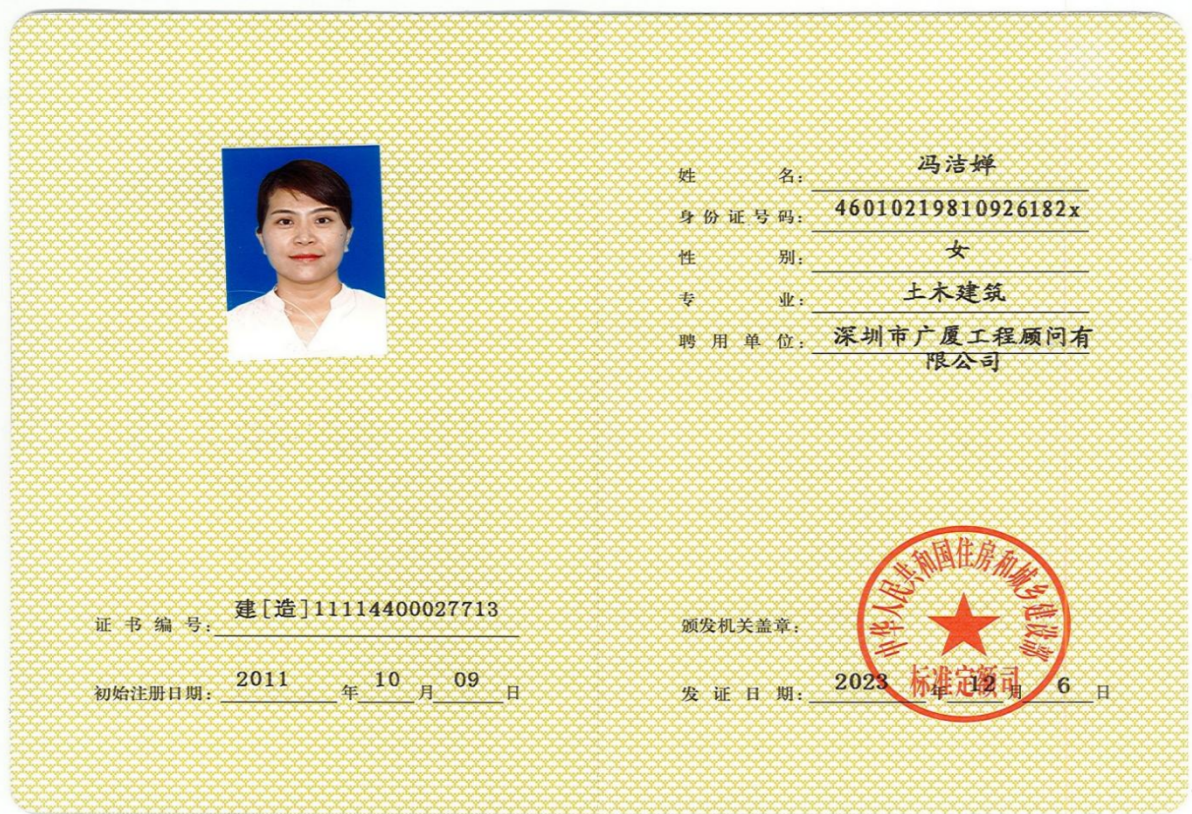 姓名：冯洁婵
身份证号码：46010219810926182x
性别：女
专业：土木建筑
聘用单位：深圳市广厦工程顾问有
限公司
证书编号：建[造]11114400027713
初始注册日期：2011年10月09日
颁发机关盖章：
中华人民共和国住房和城乡建设部
标准定额司
发证日期：2023年12月6日